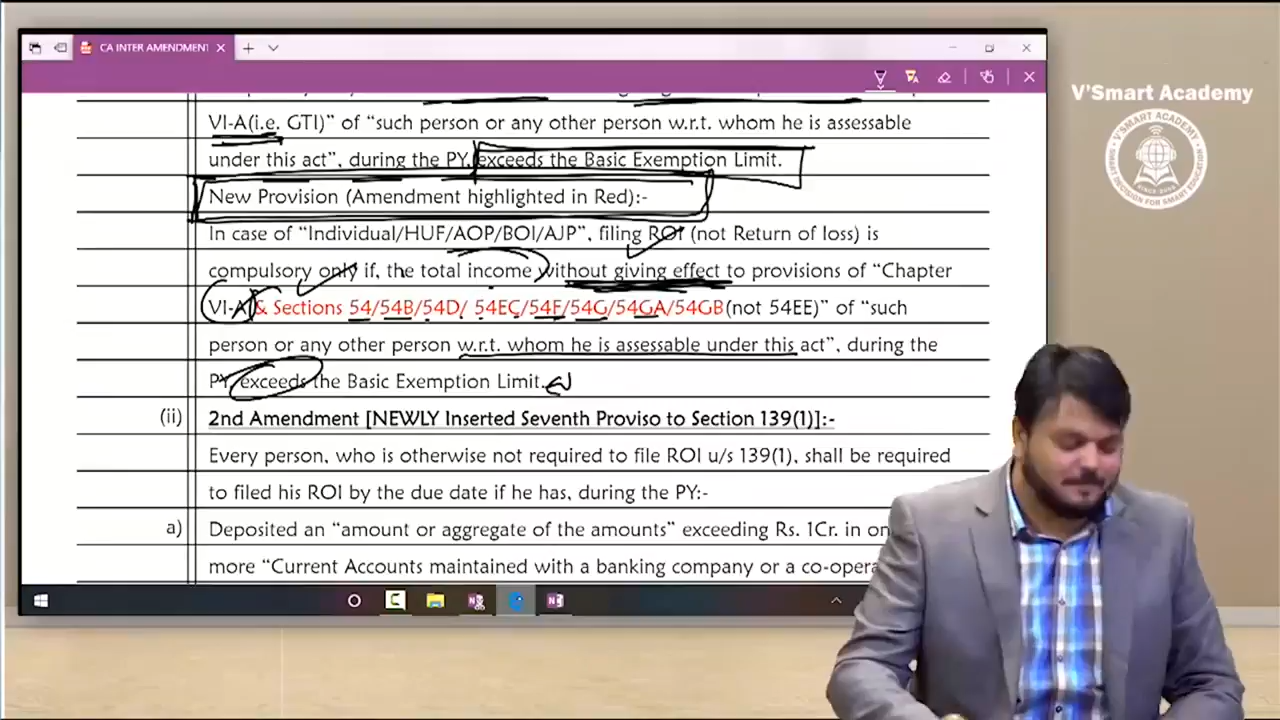 CA INTER AMENDMENT
V'Smart Academy
VI-A(i.e. GTI)” of “such person or any other person w.r.t. whom he is assessable
under this act”, during the PY, exceeds the Basic Exemption Limit.
New Provision (Amendment highlighted in Red):-
In case of “Individual/HUF/AOP/BOI/AJP”, filing ROI (not Return of loss) is
compulsory only if, the total income without giving effect to provisions of “Chapter
VI-A & Sections 54/54B/54D/ 54EC/54F/54G/54GA/54GB(not 54EE)” of “such
person or any other person w.r.t. whom he is assessable under this act”, during the
PY, exceeds the Basic Exemption Limit.
(ii) 2nd Amendment [NEWLY Inserted Seventh Proviso to Section 139(1)]:-
Every person, who is otherwise not required to file ROI u/s 139(1), shall be required
to filed his ROI by the due date if he has, during the PY:-
a) Deposited an “amount or aggregate of the amounts” exceeding Rs. 1Cr. in on
more “Current Accounts maintained with a banking company or a co-opera